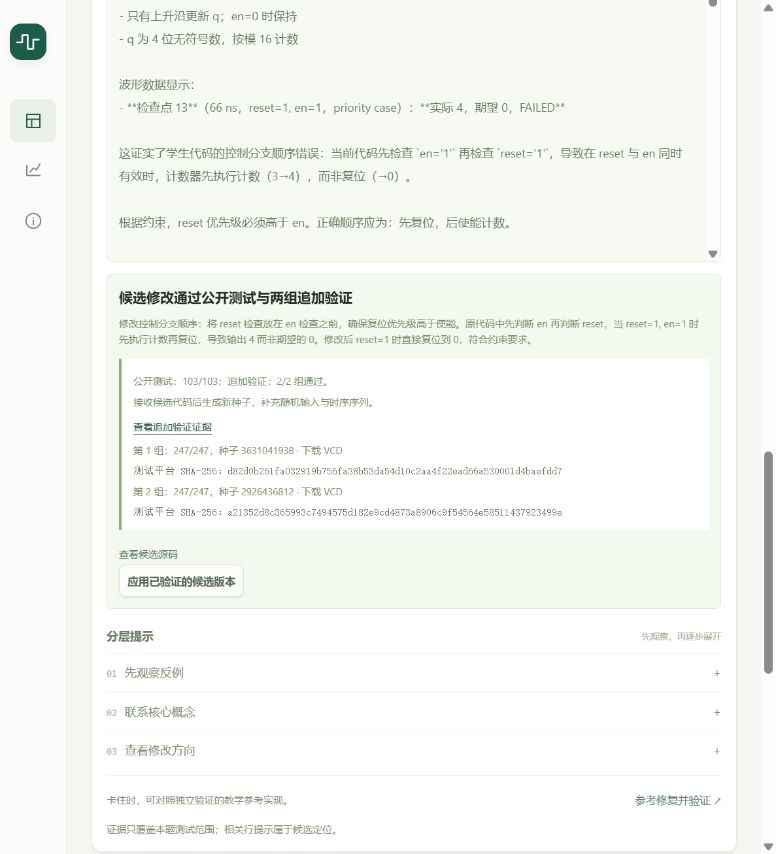 - 只有上升沿更新 q；en=0 时保持
- q 为 4 位无符号数，按模 16 计数
波形数据显示：
- **检查点 13**（66 ns，reset=1, en=1，priority case）：**实际 4，期望 0，FAILED**
这证实了学生代码的控制分支顺序错误：当前代码先检查 `en='1'` 再检查 `reset='1'`，导致在 reset 与 en 同时
有效时，计数器先执行计数（3→4），而非复位（→0）。
根据约束，reset 优先级必须高于 en。正确顺序应为：先复位，后使能计数。
候选修改通过公开测试与两组追加验证
修改控制分支顺序：将 reset 检查放在 en 检查之前，确保复位优先级高于使能。原代码中先判断 en 再判断 reset，当 reset=1, en=1 时
先执行计数再复位，导致输出 4 而非期望的 0。修改后 reset=1 时直接复位到 0，符合约束要求。
公开测试：103/103；追加验证：2/2 组通过。
接收候选代码后生成新种子，补充随机输入与时序序列。
查看追加验证证据
第 1 组：247/247，种子 3631041938 · 下载 VCD
测试平台 SHA-256：d82d0b261fa032919b756fa38b53da54d10c2aa4f22ead66a530001d4baefdd7
第 2 组：247/247，种子 2926436812 · 下载 VCD
测试平台 SHA-256：a21352d8c365993c7494575d182e9cd4873a8906c9f54564e58511437923499e
查看候选源码
应用已验证的候选版本
分层提示
先观察，再逐步展开
01 先观察反例 +
02 联系核心概念 +
03 查看修改方向 +
卡住时，可对照独立验证的教学参考实现。
参考修复并验证 ↗
证据只覆盖本题测试范围；相关行提示属于候选定位。